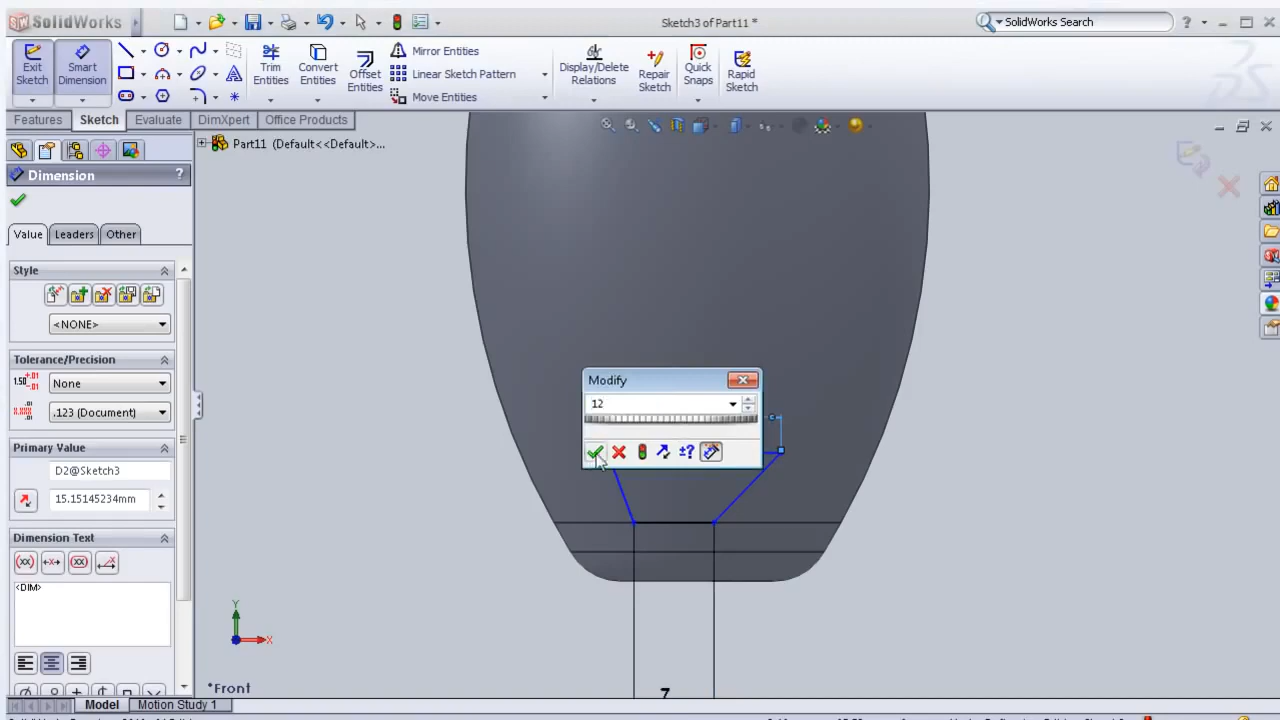 SolidWorks
Sketch3 of Part11 *
SolidWorks Search
Exit Sketch
Smart Dimension
Trim Entities
Convert Entities
Offset Entities
Mirror Entities
Linear Sketch Pattern
Move Entities
Display/Delete Relations
Repair Sketch
Quick Snaps
Rapid Sketch
Features
Sketch
Evaluate
DimXpert
Office Products
Part11 (Default<<Default>...
Dimension
?
Value
Leaders
Other
Style
<NONE>
Tolerance/Precision
None
.123 (Document)
Primary Value
D2@Sketch3
15.15145234mm
Dimension Text
<DIM>
Modify
12
Y
X
*Front
7
Model
Motion Study 1